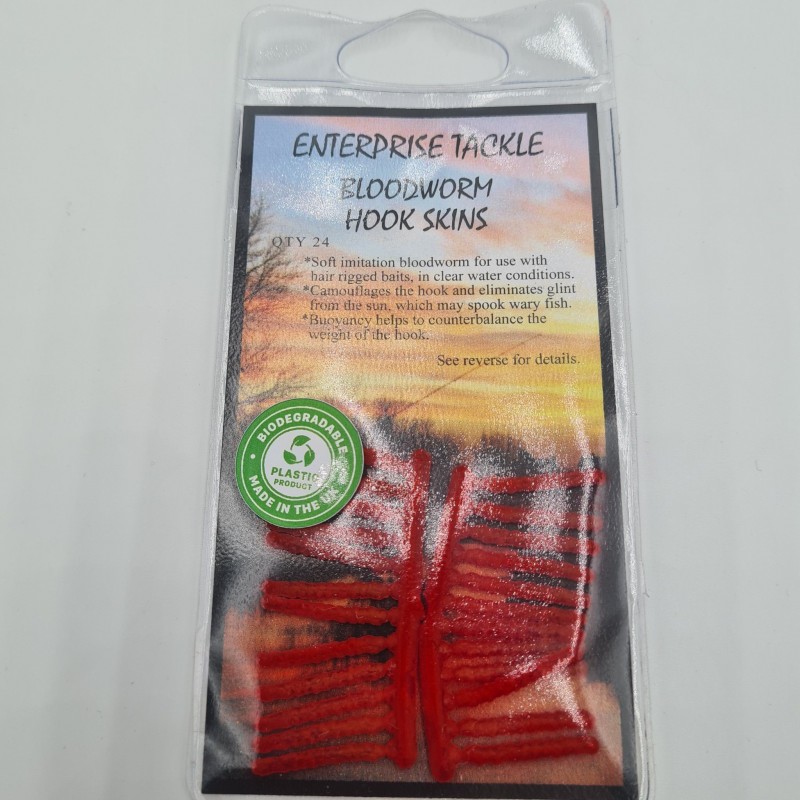 ENTERPRISE TACKLE
BLOODWORM
HOOK SKINS
QTY 24
*Soft imitation bloodworm for use with
hair rigged baits, in clear water conditions.
*Camouflages the hook and eliminates glint
from the sun, which may spook wary fish.
*Buoyancy helps to counterbalance the
weight of the hook.
See reverse for details.
BIODEGRADABLE
PLASTIC
PRODUCT
MADE IN THE UK